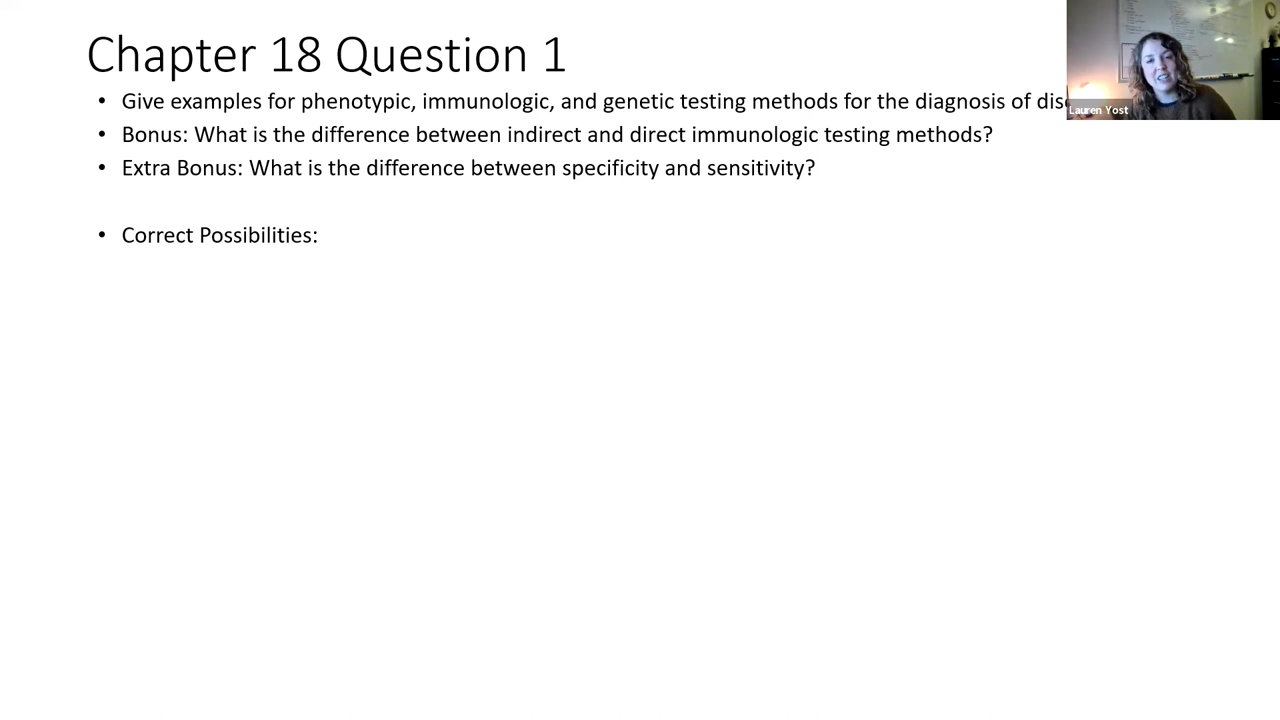 Chapter 18 Question 1
• Give examples for phenotypic, immunologic, and genetic testing methods for the diagnosis of
• Bonus: What is the difference between indirect and direct immunologic testing methods?
• Extra Bonus: What is the difference between specificity and sensitivity?
• Correct Possibilities:
Lauren Yost